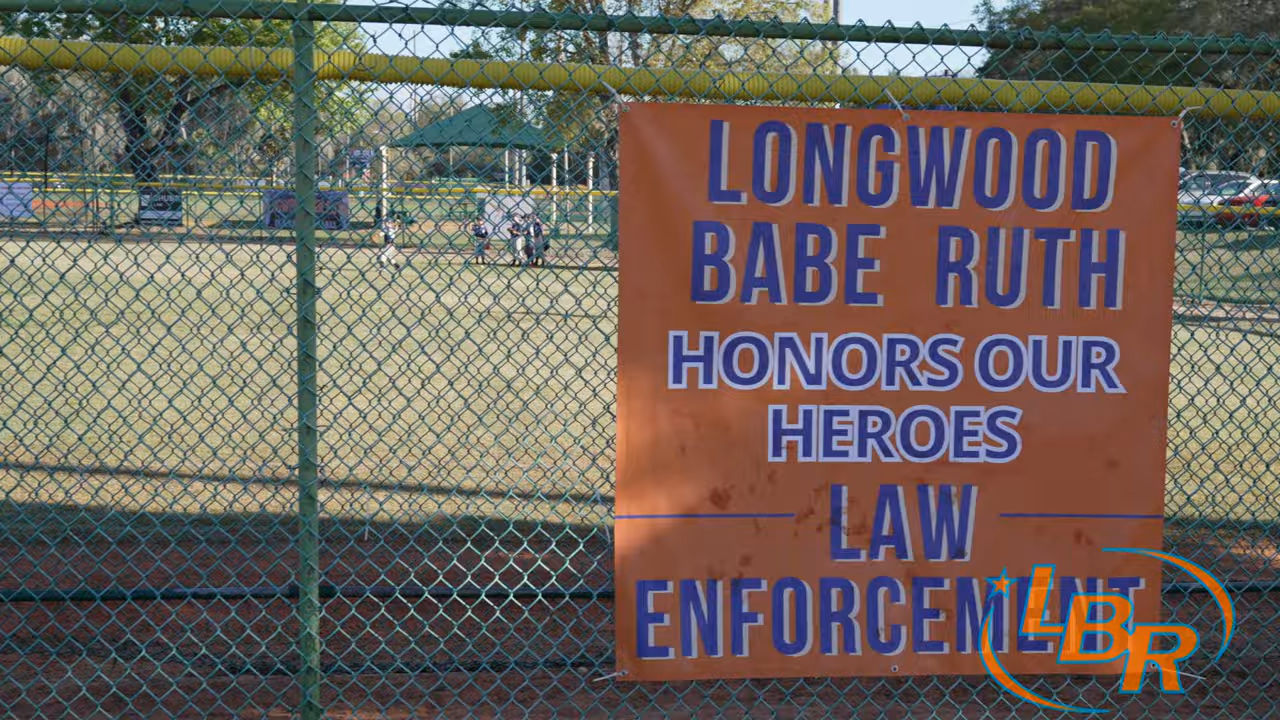 LONGWOOD
BABE RUTH
HONORS OUR
HEROES
LAW
ENFORCEMENT
LBR